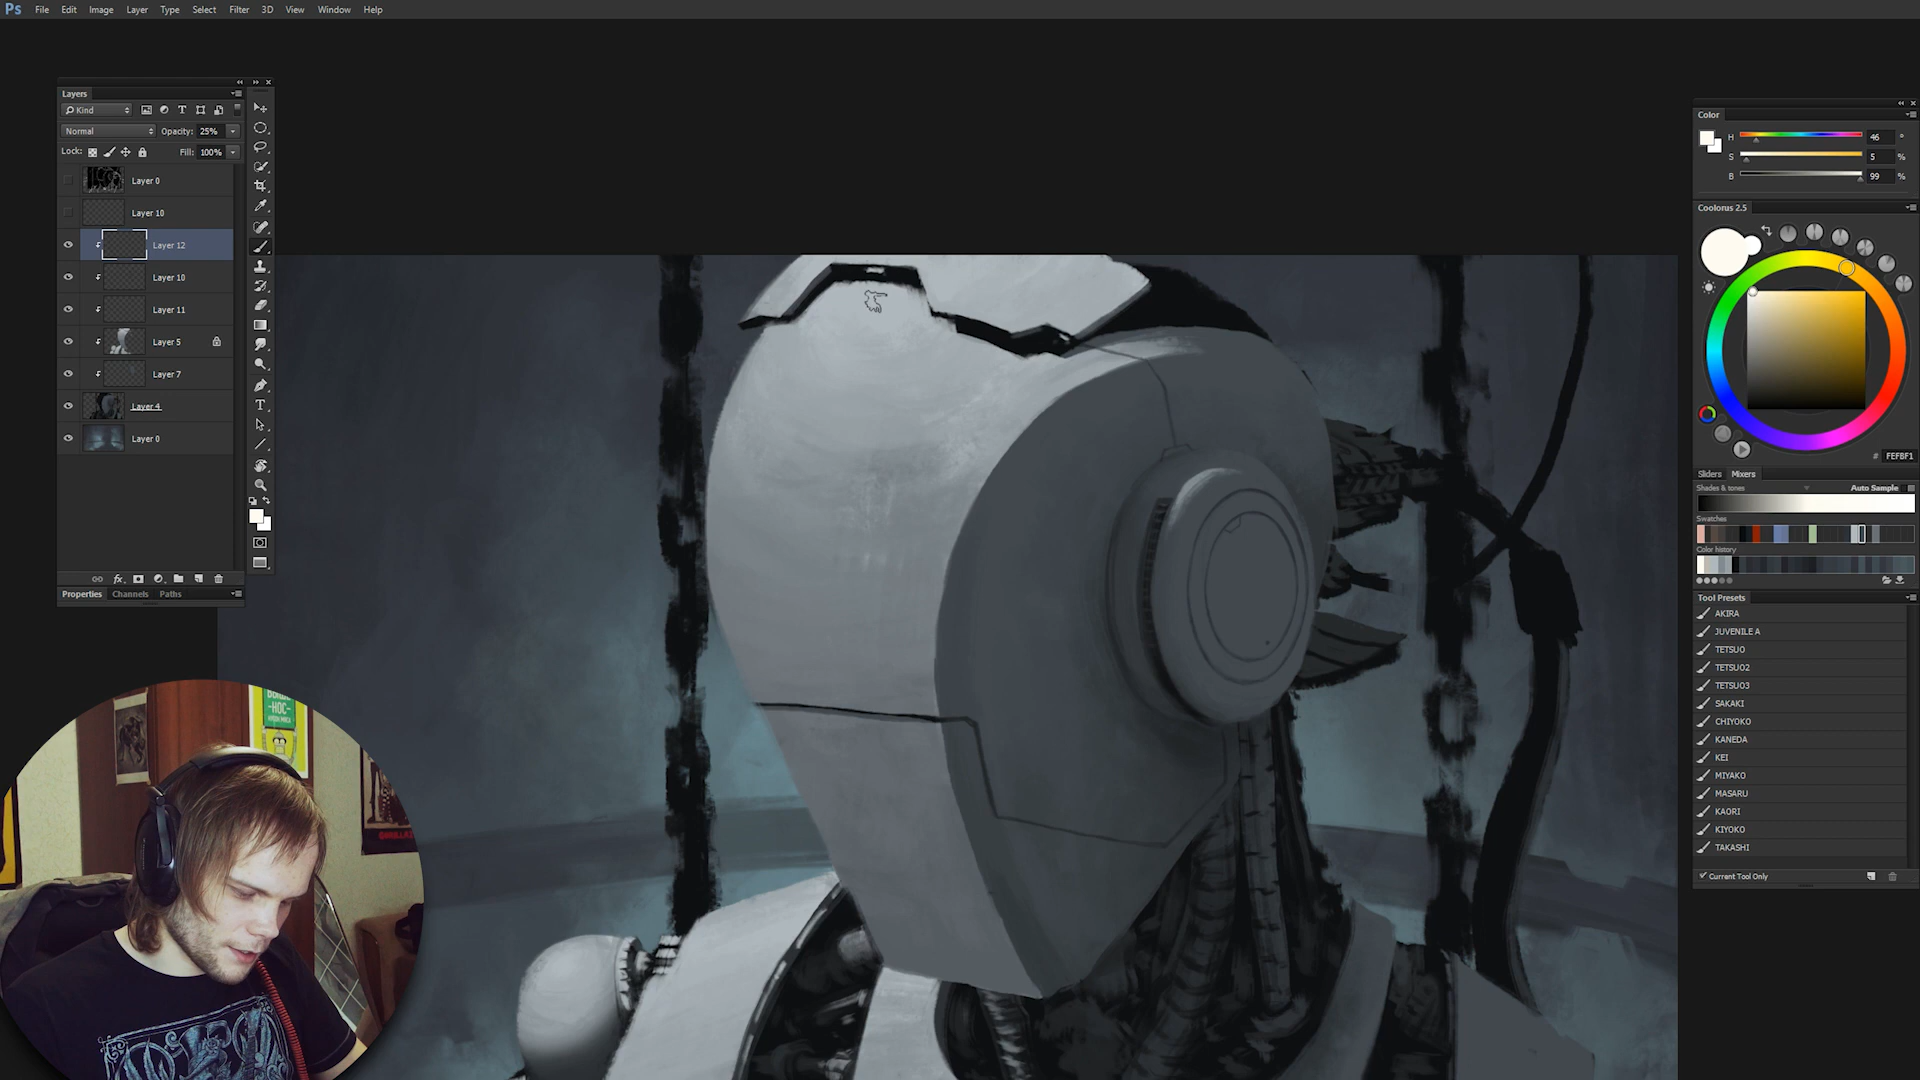 Ps File Edit Image Layer Type Select Filter 3D View Window Help
Layers
Kind
Normal Opacity: 25%
Lock: Fill: 100%
Layer 0
Layer 10
Layer 12
Layer 10
Layer 11
Layer 5
Layer 7
Layer 4
Layer 0
fx
Properties Channels Paths
T
Color
H 46 °
S 5 %
B 99 %
Coolorus 2.5
# FEFBF1
Sliders Mixers
Shades & tones Auto Sample
Swatches
Color history
Tool Presets
AKIRA
JUVENILE A
TETSUO
TETSUO2
TETSUO3
SAKAKI
CHIYOKO
KANEDA
KEI
MIYAKO
MASARU
KAORI
KIYOKO
TAKASHI
Current Tool Only
-НОС-